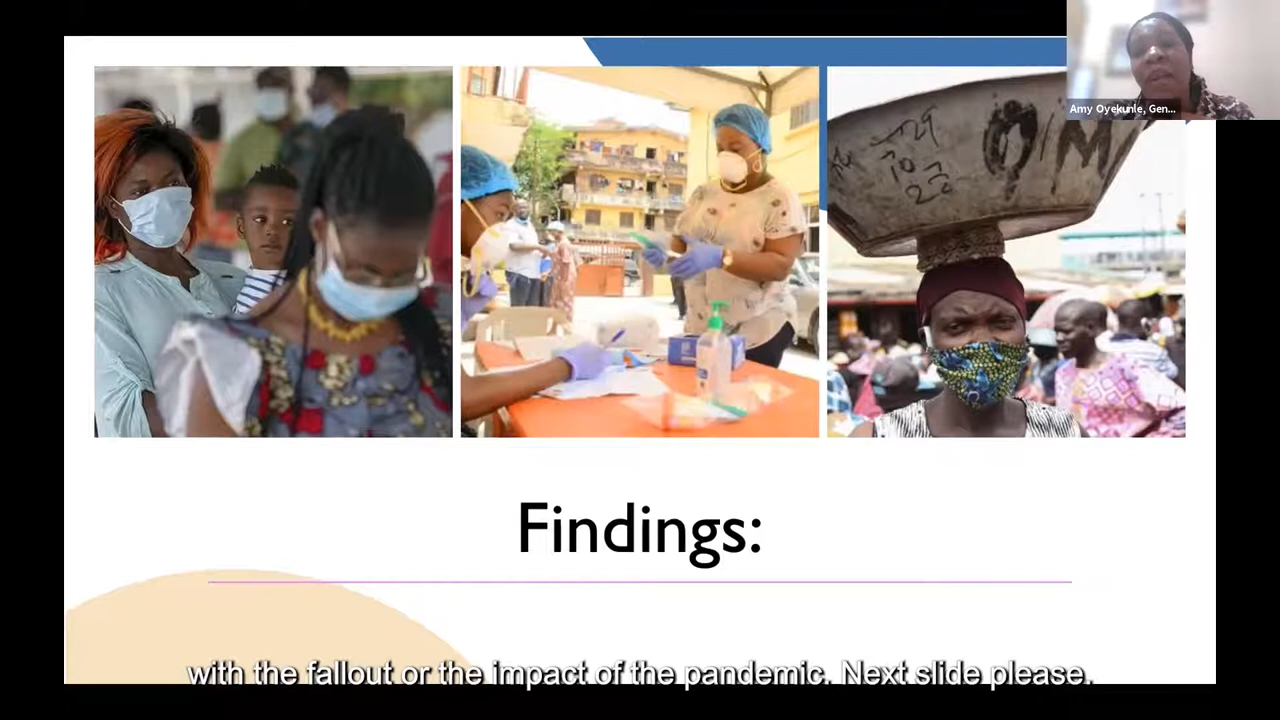 Amy Oyekunle, Gen...
O/M
Findings:
with the fallout or the impact of the pandemic. Next slide please.